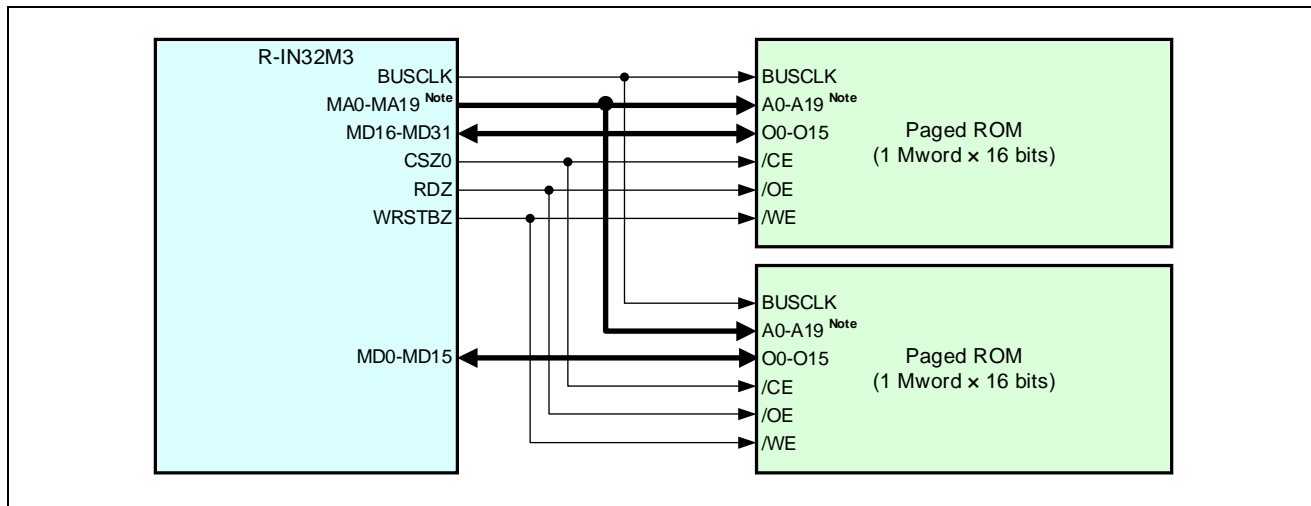 R-IN32M3
BUSCLK
MA0-MA19 Note
MD16-MD31
CSZ0
RDZ
WRSTBZ
MD0-MD15
BUSCLK
A0-A19 Note
O0-O15
/CE
/OE
/WE
Paged ROM
(1 Mword × 16 bits)
BUSCLK
A0-A19 Note
O0-O15
/CE
/OE
/WE
Paged ROM
(1 Mword × 16 bits)